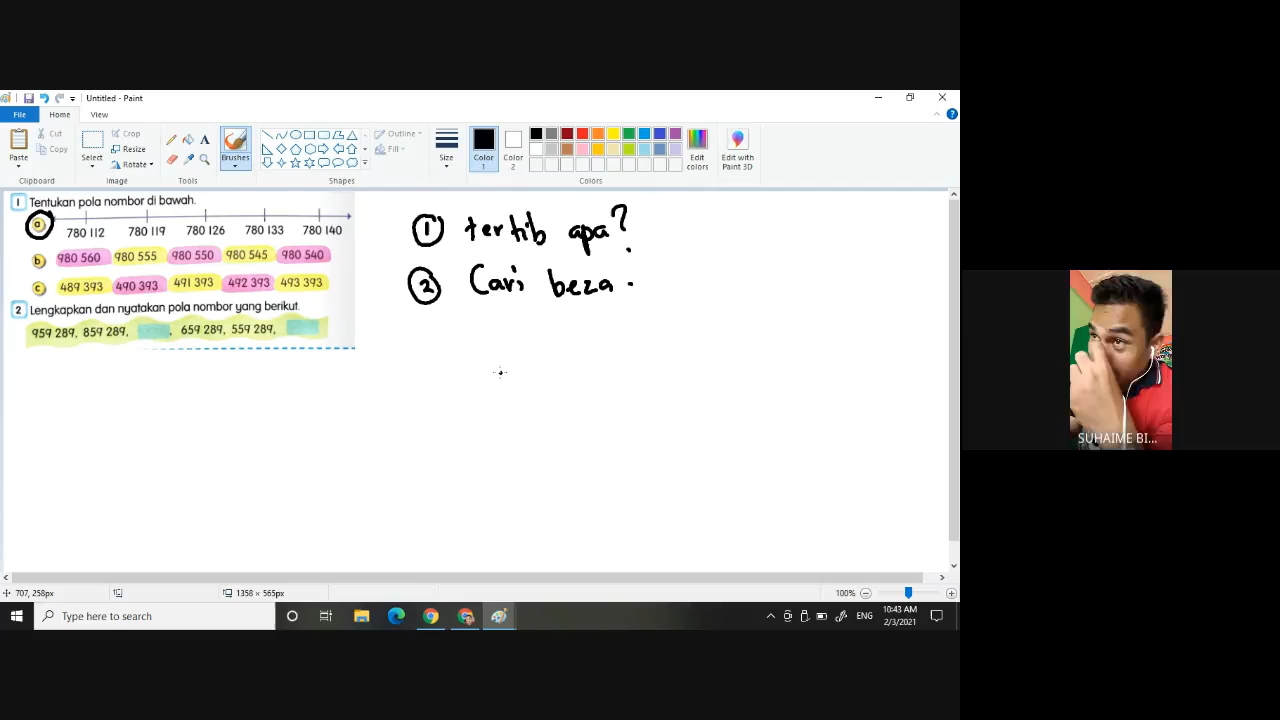 Untitled - Paint
File Home View
Cut
Copy
Paste
Clipboard
Select
Crop
Resize
Rotate
Image
Tools
Brushes
Shapes
Outline
Fill
Size
Color 1
Color 2
Edit colors
Edit with Paint 3D
Colors
1 Tentukan pola nombor di bawah.
a
780 112 780 119 780 126 780 133 780 140
b 980 560 980 555 980 550 980 545 980 540
c 489 393 490 393 491 393 492 393 493 393
2 Lengkapkan dan nyatakan pola nombor yang berikut.
959 289, 859 289, , 659 289, 559 289,
1 tertib apa?
2 Cari beza.
SUHAIME BI...
707, 258px
1358 × 565px
100%
Type here to search
ENG
10:43 AM
2/3/2021